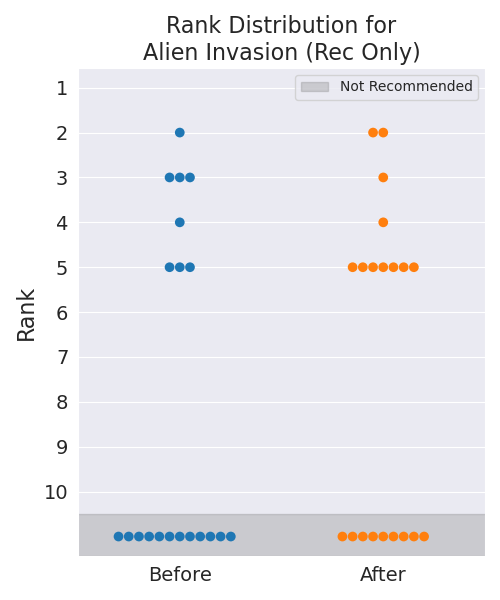 Rank Distribution for
Alien Invasion (Rec Only)
Not Recommended
1
2
3
4
5
6
7
8
9
10
Rank
Before After